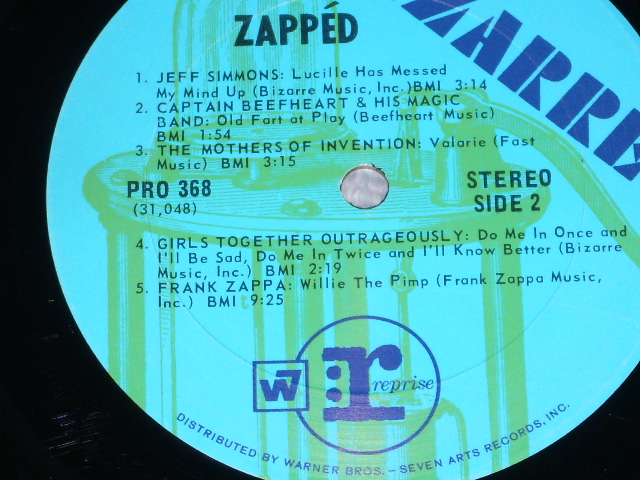 ZAPPÉD
ZARRE
1. JEFF SIMMONS: Lucille Has Messed
My Mind Up (Bizarre Music, Inc.)BMI 3:14
2. CAPTAIN BEEFHEART & HIS MAGIC
BAND: Old Fart at Play (Beefheart Music)
BMI 1:54
3. THE MOTHERS OF INVENTION: Valarie (Fast
Music) BMI 3:15
PRO 368
(31,048)
STEREO
SIDE 2
4. GIRLS TOGETHER OUTRAGEOUSLY: Do Me In Once and
I'll Be Sad, Do Me In Twice and I'll Know Better (Bizarre
Music, Inc.) BMI 2:19
5. FRANK ZAPPA: Willie The Pimp (Frank Zappa Music,
Inc.) BMI 9:25
W7
:r reprise
DISTRIBUTED BY WARNER BROS. – SEVEN ARTS RECORDS, INC.